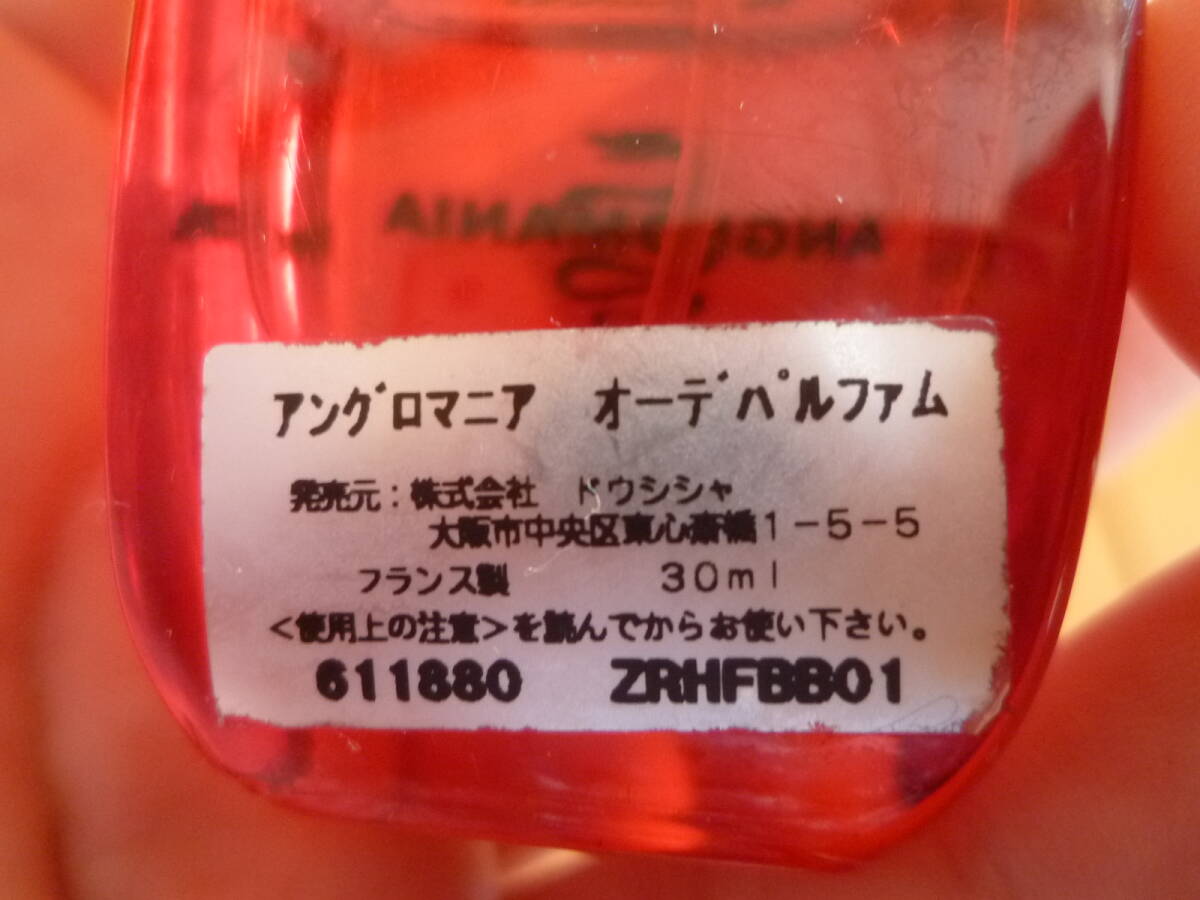 ANGLOMANIA
アングロマニア　オーデパルファム
発売元：株式会社　ドウシシャ
大阪市中央区東心斎橋1-5-5
フランス製　30ml
<使用上の注意>を読んでからお使い下さい。
611880　ZRHFBB01